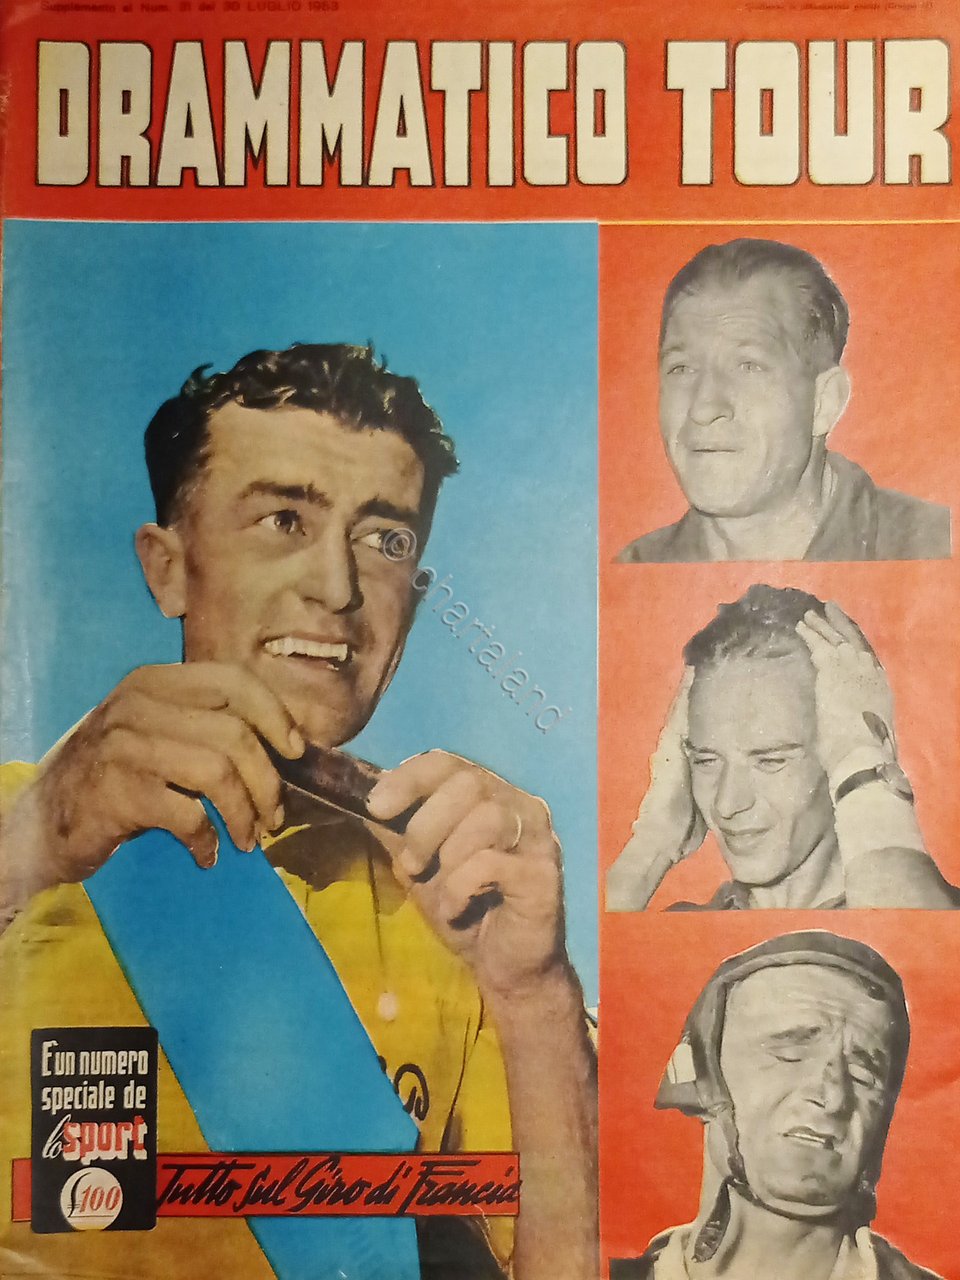 Supplemento al Num. 31 del 30 LUGLIO 1953
DRAMMATICO TOUR
© chartaland
E' un numero
speciale de
lo sport
£100
Tutto sul Giro di Francia